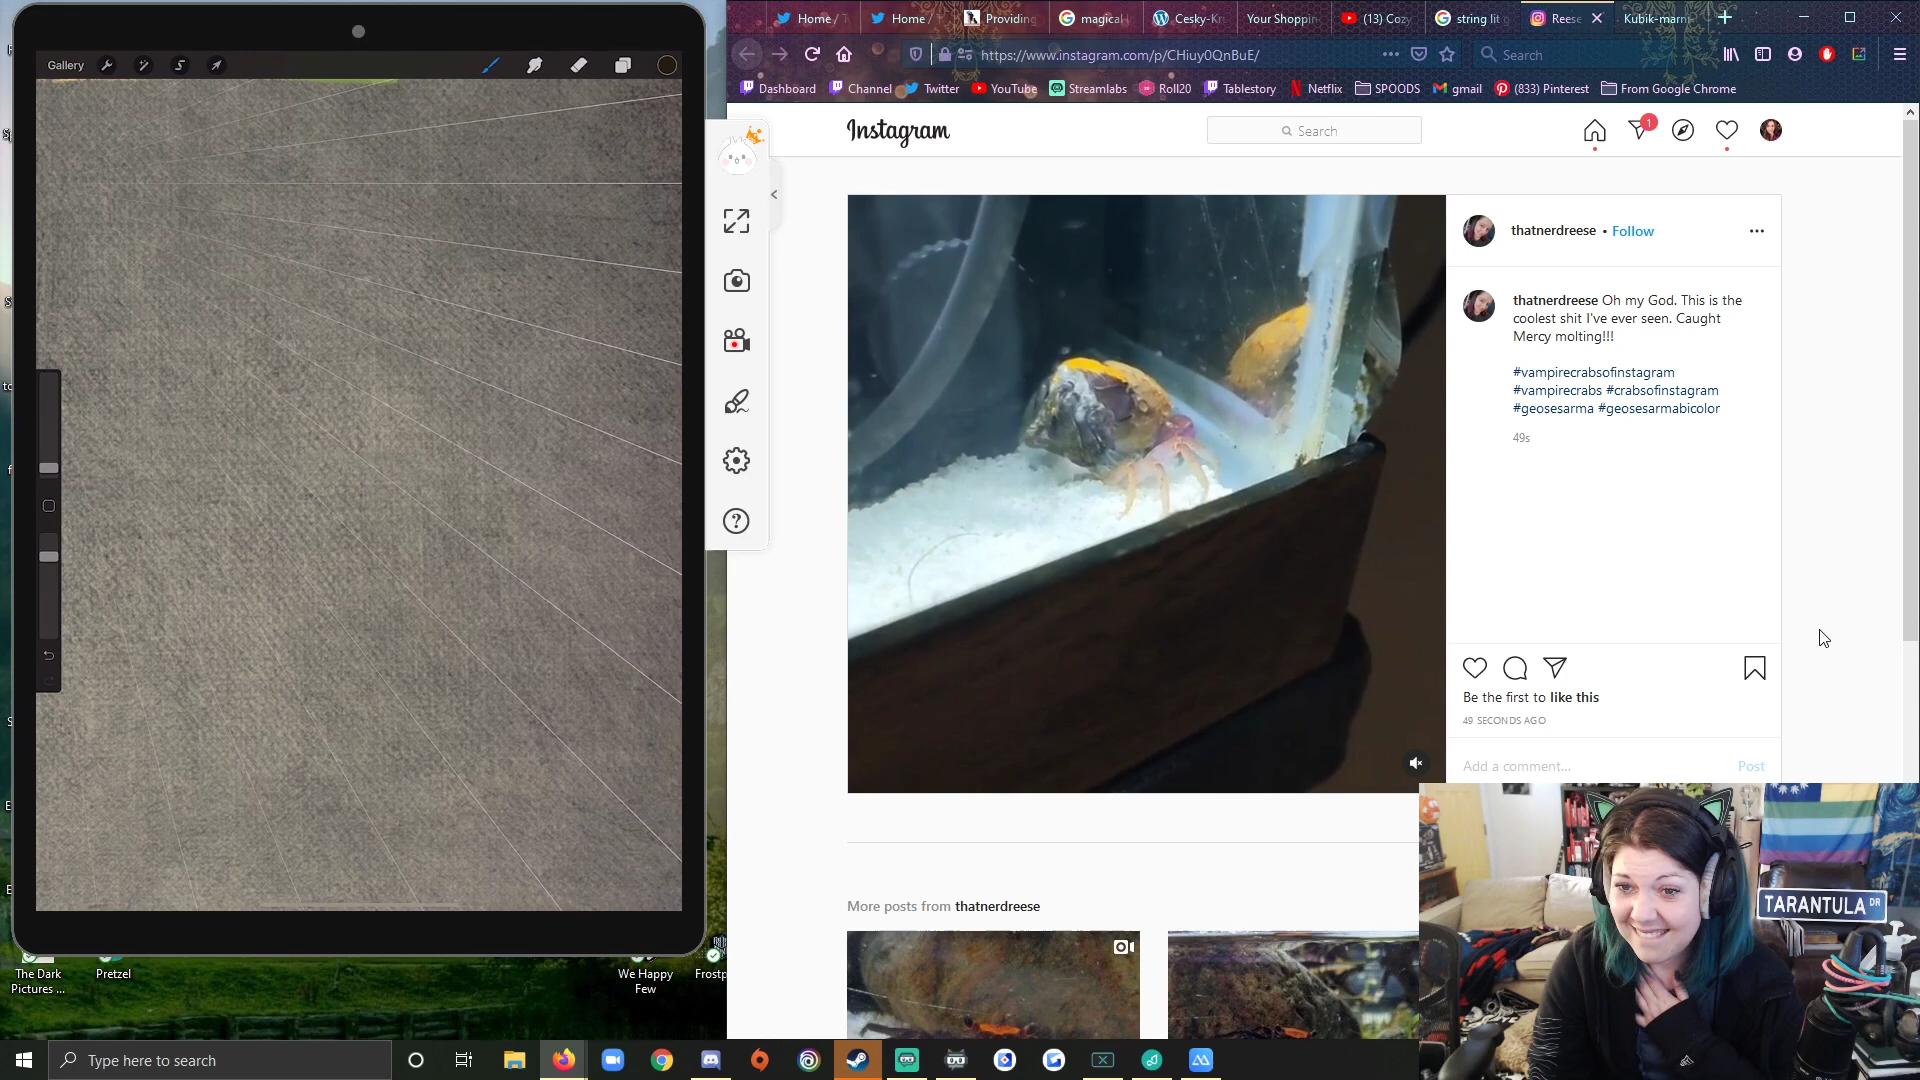 Home / T
Home / T
Providing
magical
Cesky-Kr
Your Shoppin
(13) Cozy
string lit g
Reese
Kubik-marn
https://www.instagram.com/p/CHiuy0QnBuE/
Search
Dashboard
Channel
Twitter
YouTube
Streamlabs
Roll20
Tablestory
Netflix
SPOODS
gmail
(833) Pinterest
From Google Chrome
Gallery
Instagram
Search
1
thatnerdreese • Follow
thatnerdreese Oh my God. This is the
coolest shit I've ever seen. Caught
Mercy molting!!!
#vampirecrabsofinstagram
#vampirecrabs #crabsofinstagram
#geosesarma #geosesarmabicolor
49s
Be the first to like this
49 SECONDS AGO
Add a comment...
Post
More posts from thatnerdreese
TARANTULA DR
The Dark
Pictures ...
Pretzel
We Happy
Few
Frostp
Type here to search